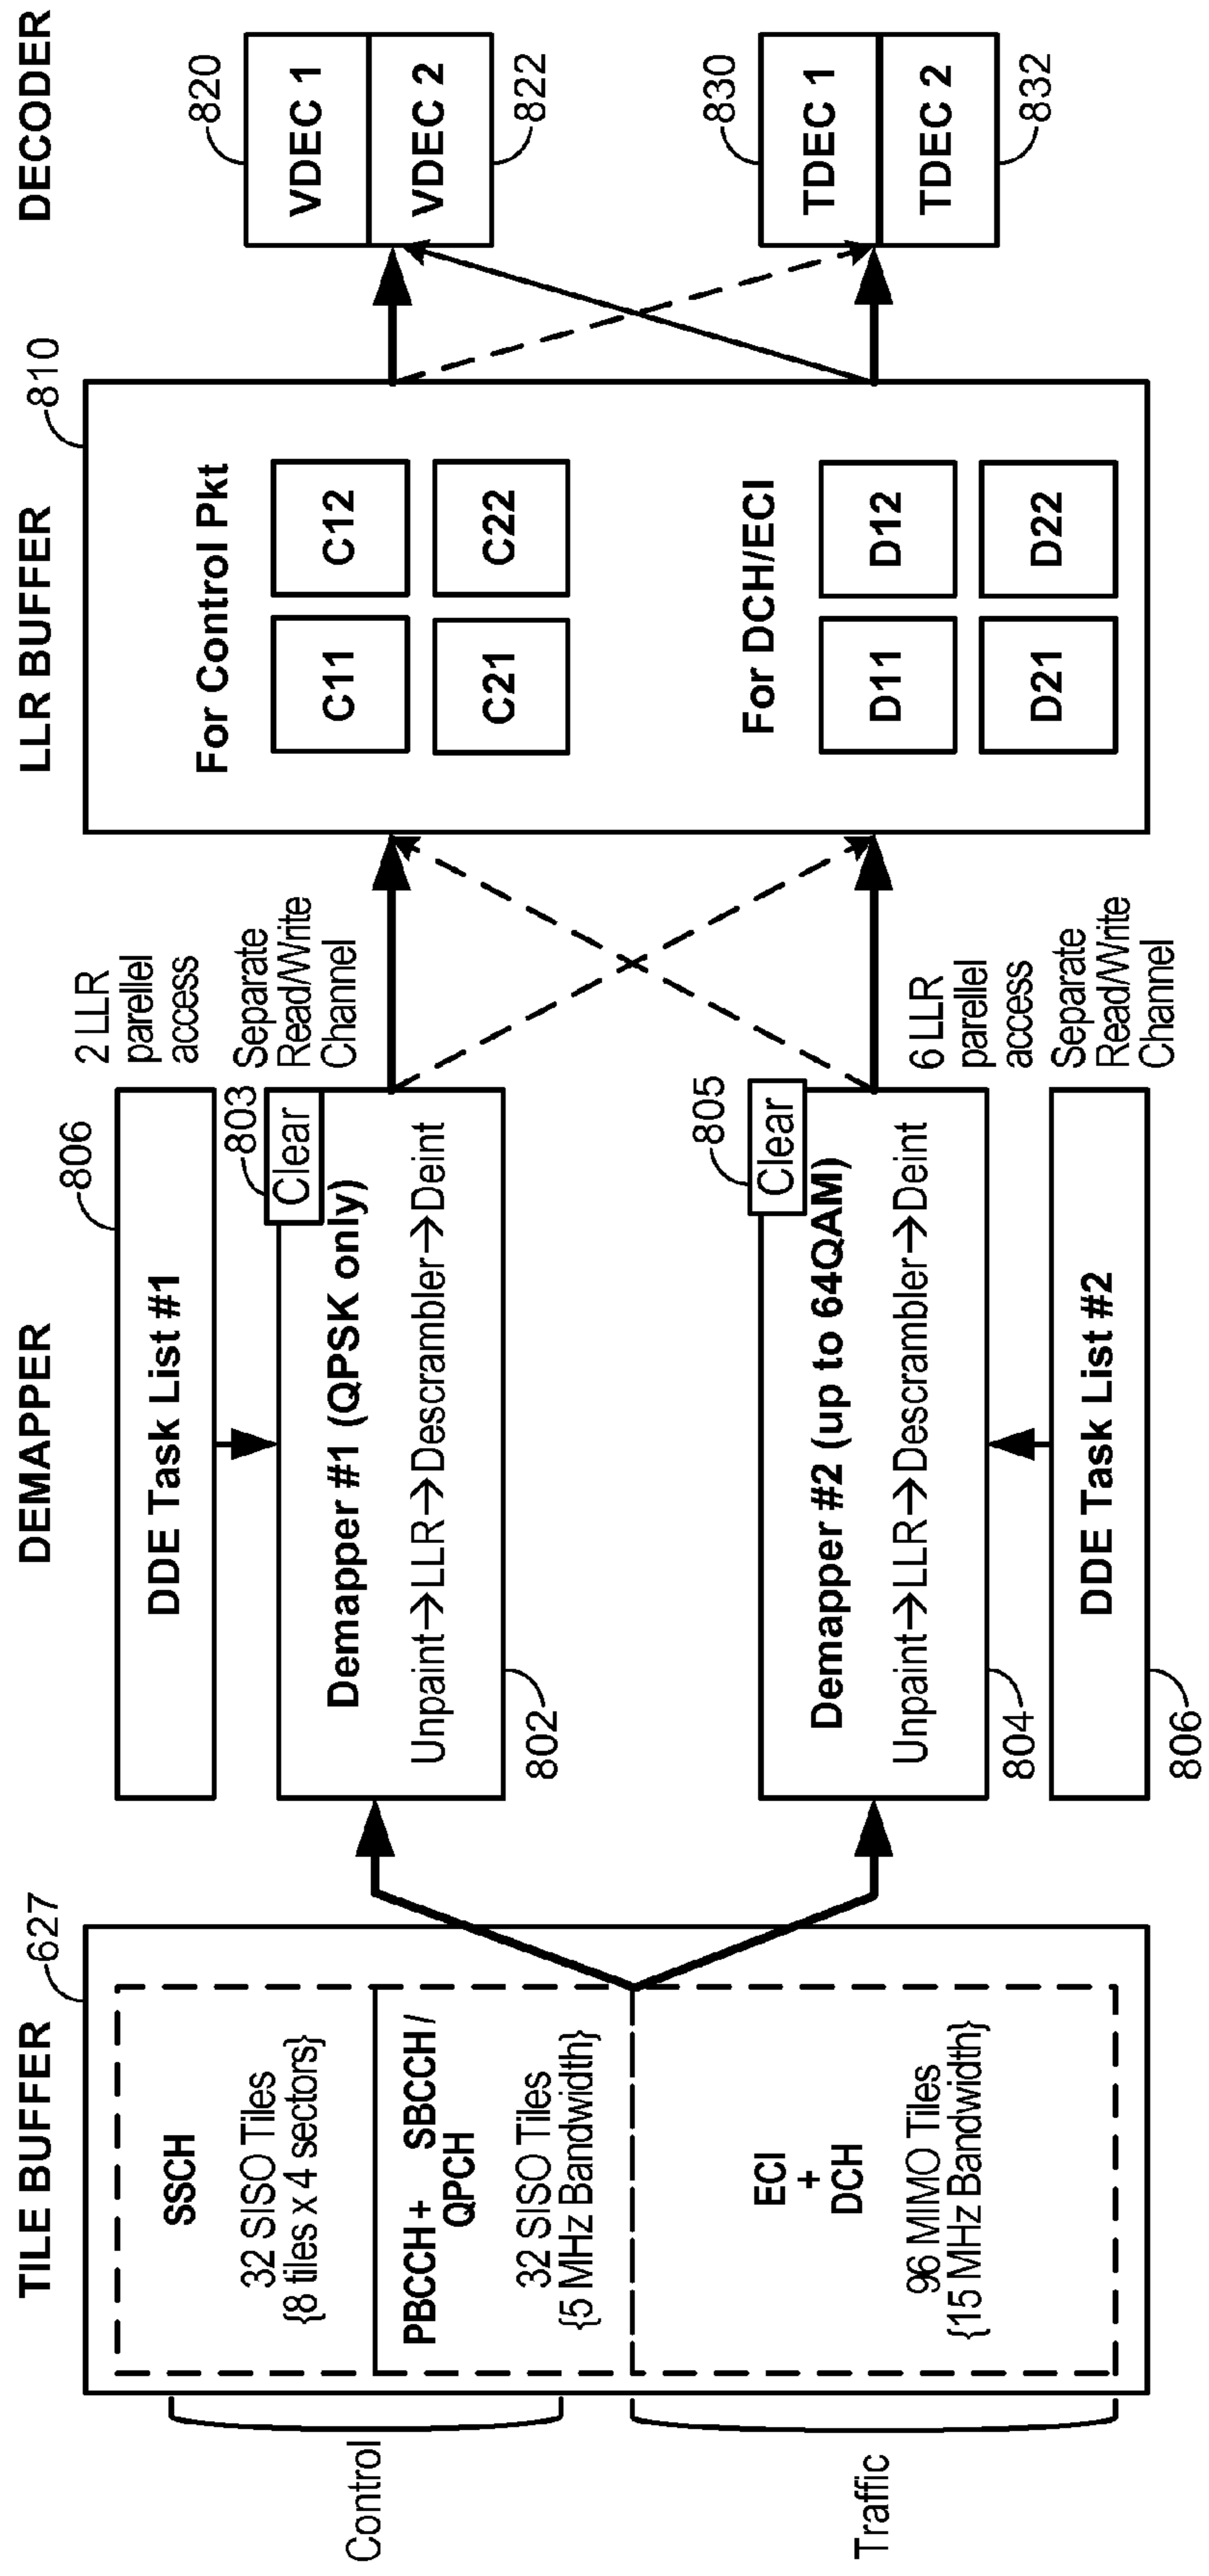 TILE BUFFER
DEMAPPER
LLR BUFFER
DECODER
627
Control
Traffic
SSCH
32 SISO Tiles
{8 tiles x 4 sectors}
PBCCH + SBCCH /
QPCH
32 SISO Tiles
{5 MHz Bandwidth}
ECI
+
DCH
96 MIMO Tiles
{15 MHz Bandwidth}
806
DDE Task List #1
803
Clear
Demapper #1 (QPSK only)
Unpaint→LLR→Descrambler→Deint
802
805
Clear
Demapper #2 (up to 64QAM)
Unpaint→LLR→Descrambler→Deint
804
DDE Task List #2
806
2 LLR
parellel
access
Separate
Read/Write
Channel
6 LLR
parellel
access
Separate
Read/Write
Channel
810
For Control Pkt
C11
C12
C21
C22
For DCH/ECI
D11
D12
D21
D22
820
VDEC 1
VDEC 2
822
830
TDEC 1
TDEC 2
832